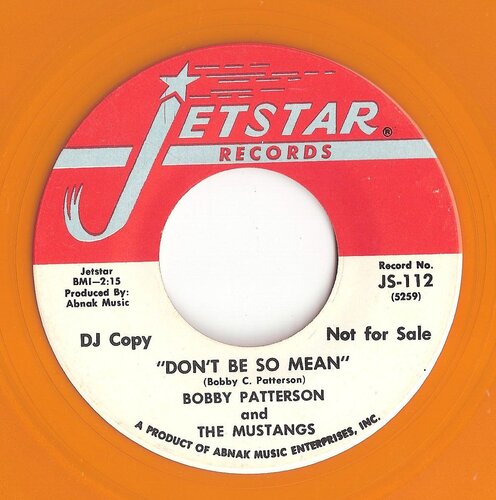 JETSTAR®
RECORDS
Jetstar
BMI—2:15
Produced By:
Abnak Music
Record No.
JS-112
(5259)
DJ Copy
Not for Sale
"DON'T BE SO MEAN"
(Bobby C. Patterson)
BOBBY PATTERSON
and
THE MUSTANGS
A PRODUCT OF ABNAK MUSIC ENTERPRISES, INC.